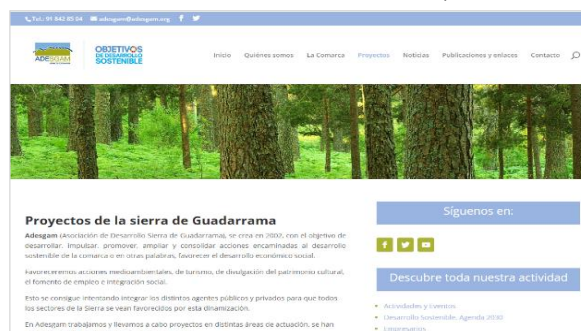 Tel.: 91 842 85 04 adesgam@adesgam.org
ADESGAM
OBJETIVOS
DE DESARROLLO
SOSTENIBLE
Inicio Quiénes somos La Comarca Proyectos Noticias Publicaciones y enlaces Contacto
Proyectos de la sierra de Guadarrama
Adesgam (Asociación de Desarrollo Sierra de Guadarrama), se crea en 2002, con el objetivo de
desarrollar, impulsar, promover, ampliar y consolidar acciones encaminadas al desarrollo
sostenible de la comarca o en otras palabras, favorecer el desarrollo económico social.
Favoreceremos acciones medioambientales, de turismo, de divulgación del patrimonio cultural,
el fomento de empleo e integración social.
Esto se consigue intentando integrar los distintos agentes públicos y privados para que todos
los sectores de la Sierra se vean favorecidos por esta dinamización.
En Adesgam trabajamos y llevamos a cabo proyectos en distintas áreas de actuación, se han
Síguenos en:
Descubre toda nuestra actividad
Actividades y Eventos
Desarrollo Sostenible. Agenda 2030
Empresarios